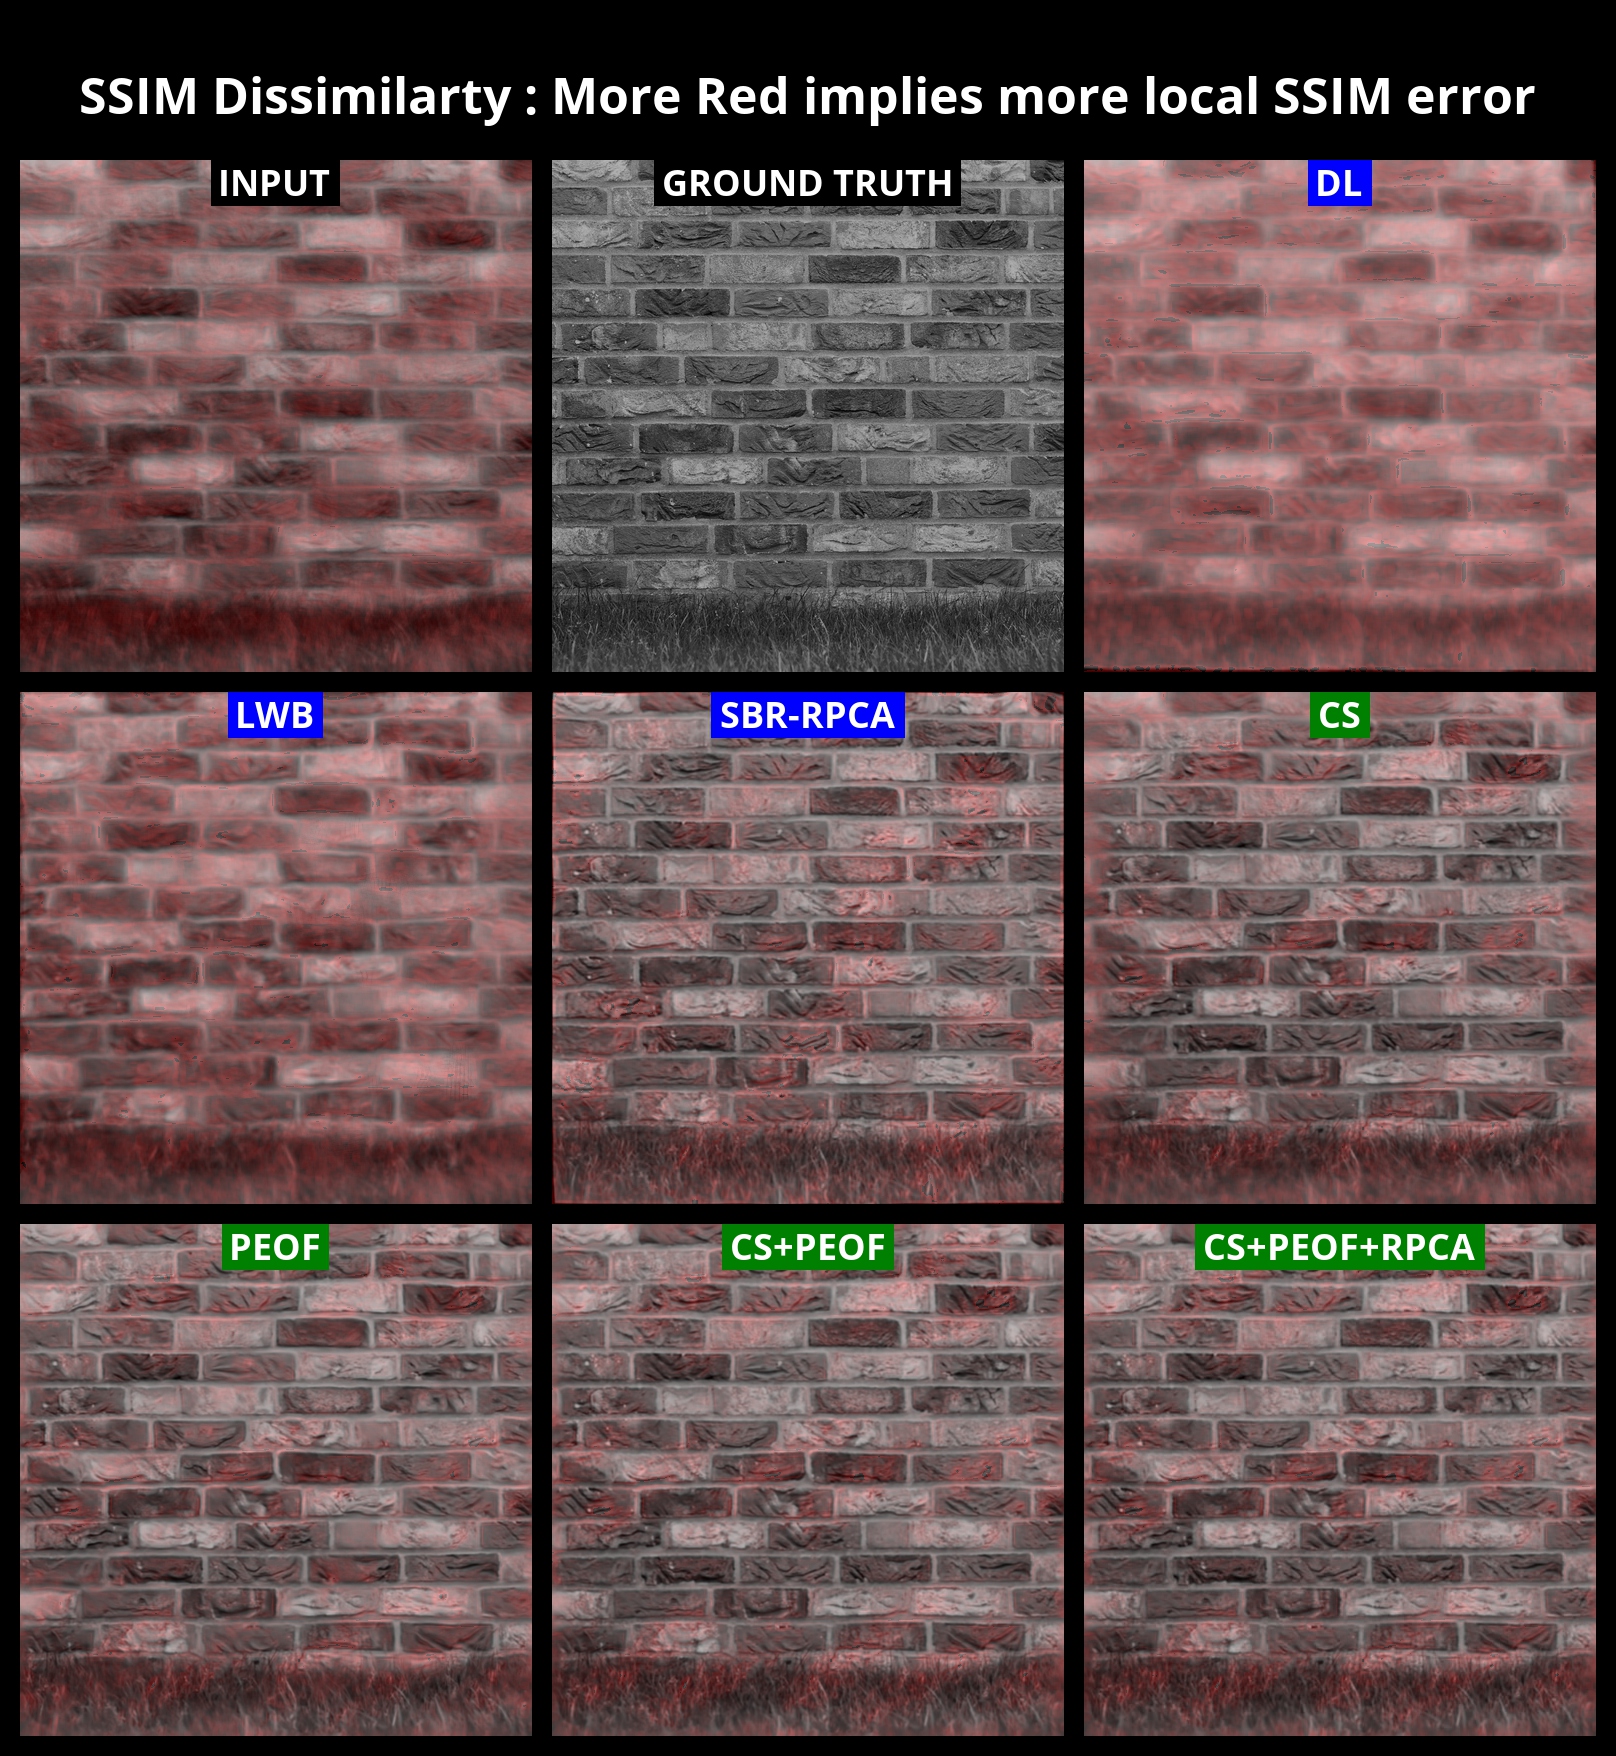 SSIM Dissimilarty : More Red implies more local SSIM error
INPUT
GROUND TRUTH
DL
LWB
SBR-RPCA
CS
PEOF
CS+PEOF
CS+PEOF+RPCA